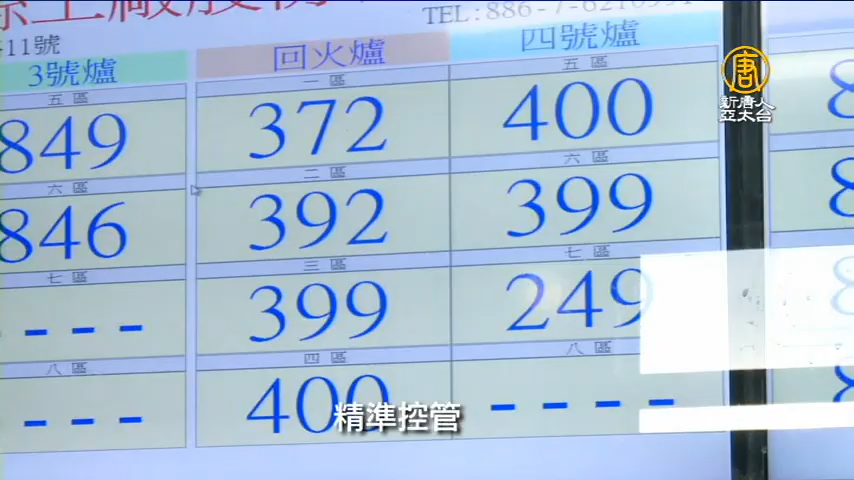 TEL:886-7-6210
11號
3號爐
回火爐
四號爐
唐
新唐人
亞太台
五區
一區
五區
849
372
400
六區
二區
六區
846
392
399
七區
三區
七區
----
399
249
八區
四區
八區
----
400
----
精準控管